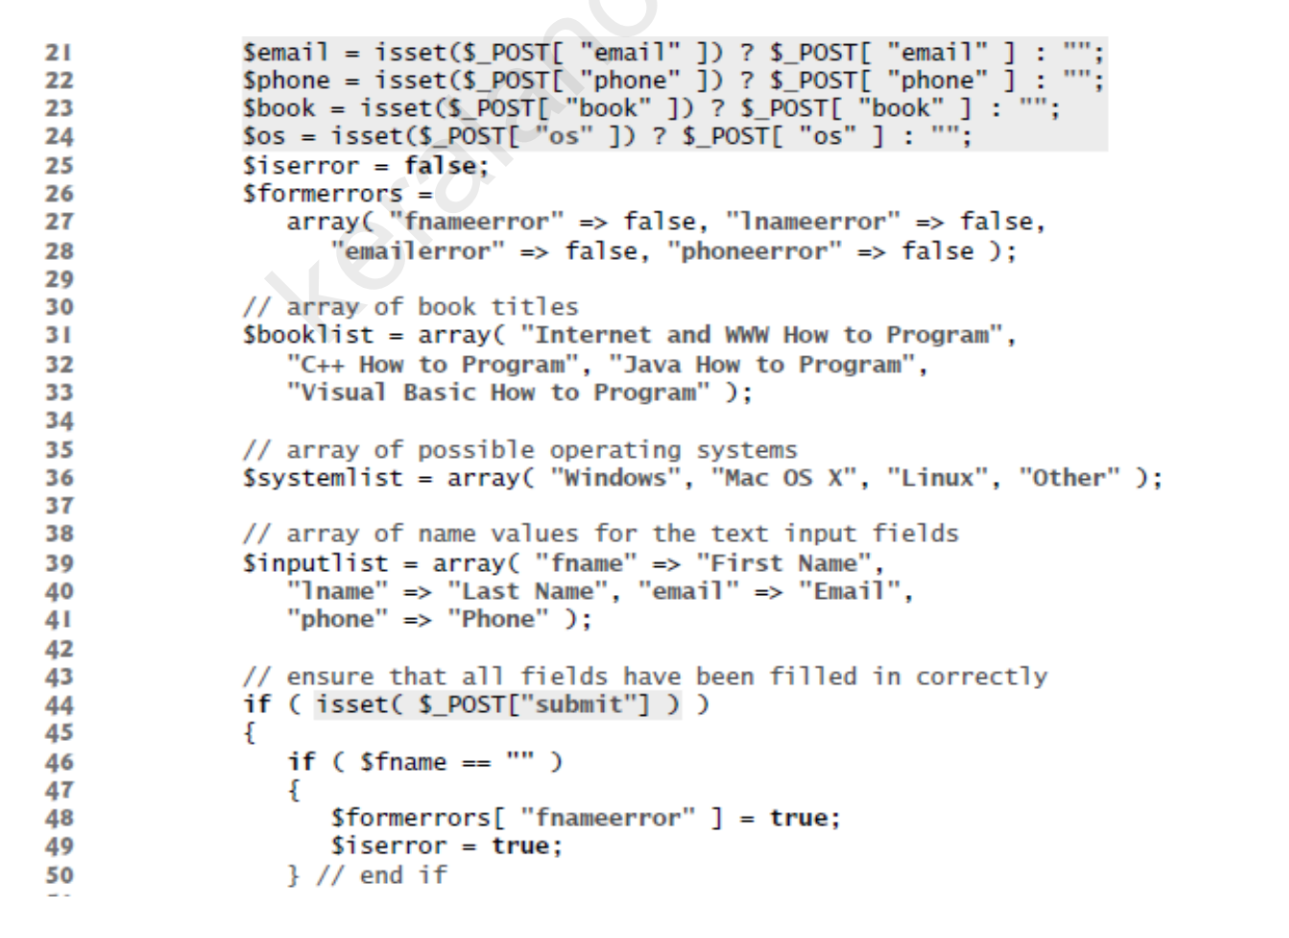 21 $email = isset($_POST[ "email" ]) ? $_POST[ "email" ] : "";
22 $phone = isset($_POST[ "phone" ]) ? $_POST[ "phone" ] : "";
23 $book = isset($_POST[ "book" ]) ? $_POST[ "book" ] : "";
24 $os = isset($_POST[ "os" ]) ? $_POST[ "os" ] : "";
25 $iserror = false;
26 $formerrors =
27 array( "fnameerror" => false, "lnameerror" => false,
28 "emailerror" => false, "phoneerror" => false );
29
30 // array of book titles
31 $booklist = array( "Internet and WWW How to Program",
32 "C++ How to Program", "Java How to Program",
33 "Visual Basic How to Program" );
34
35 // array of possible operating systems
36 $systemlist = array( "Windows", "Mac OS X", "Linux", "Other" );
37
38 // array of name values for the text input fields
39 $inputlist = array( "fname" => "First Name",
40 "lname" => "Last Name", "email" => "Email",
41 "phone" => "Phone" );
42
43 // ensure that all fields have been filled in correctly
44 if ( isset( $_POST["submit"] ) )
45 {
46 if ( $fname == "" )
47 {
48 $formerrors[ "fnameerror" ] = true;
49 $iserror = true;
50 } // end if